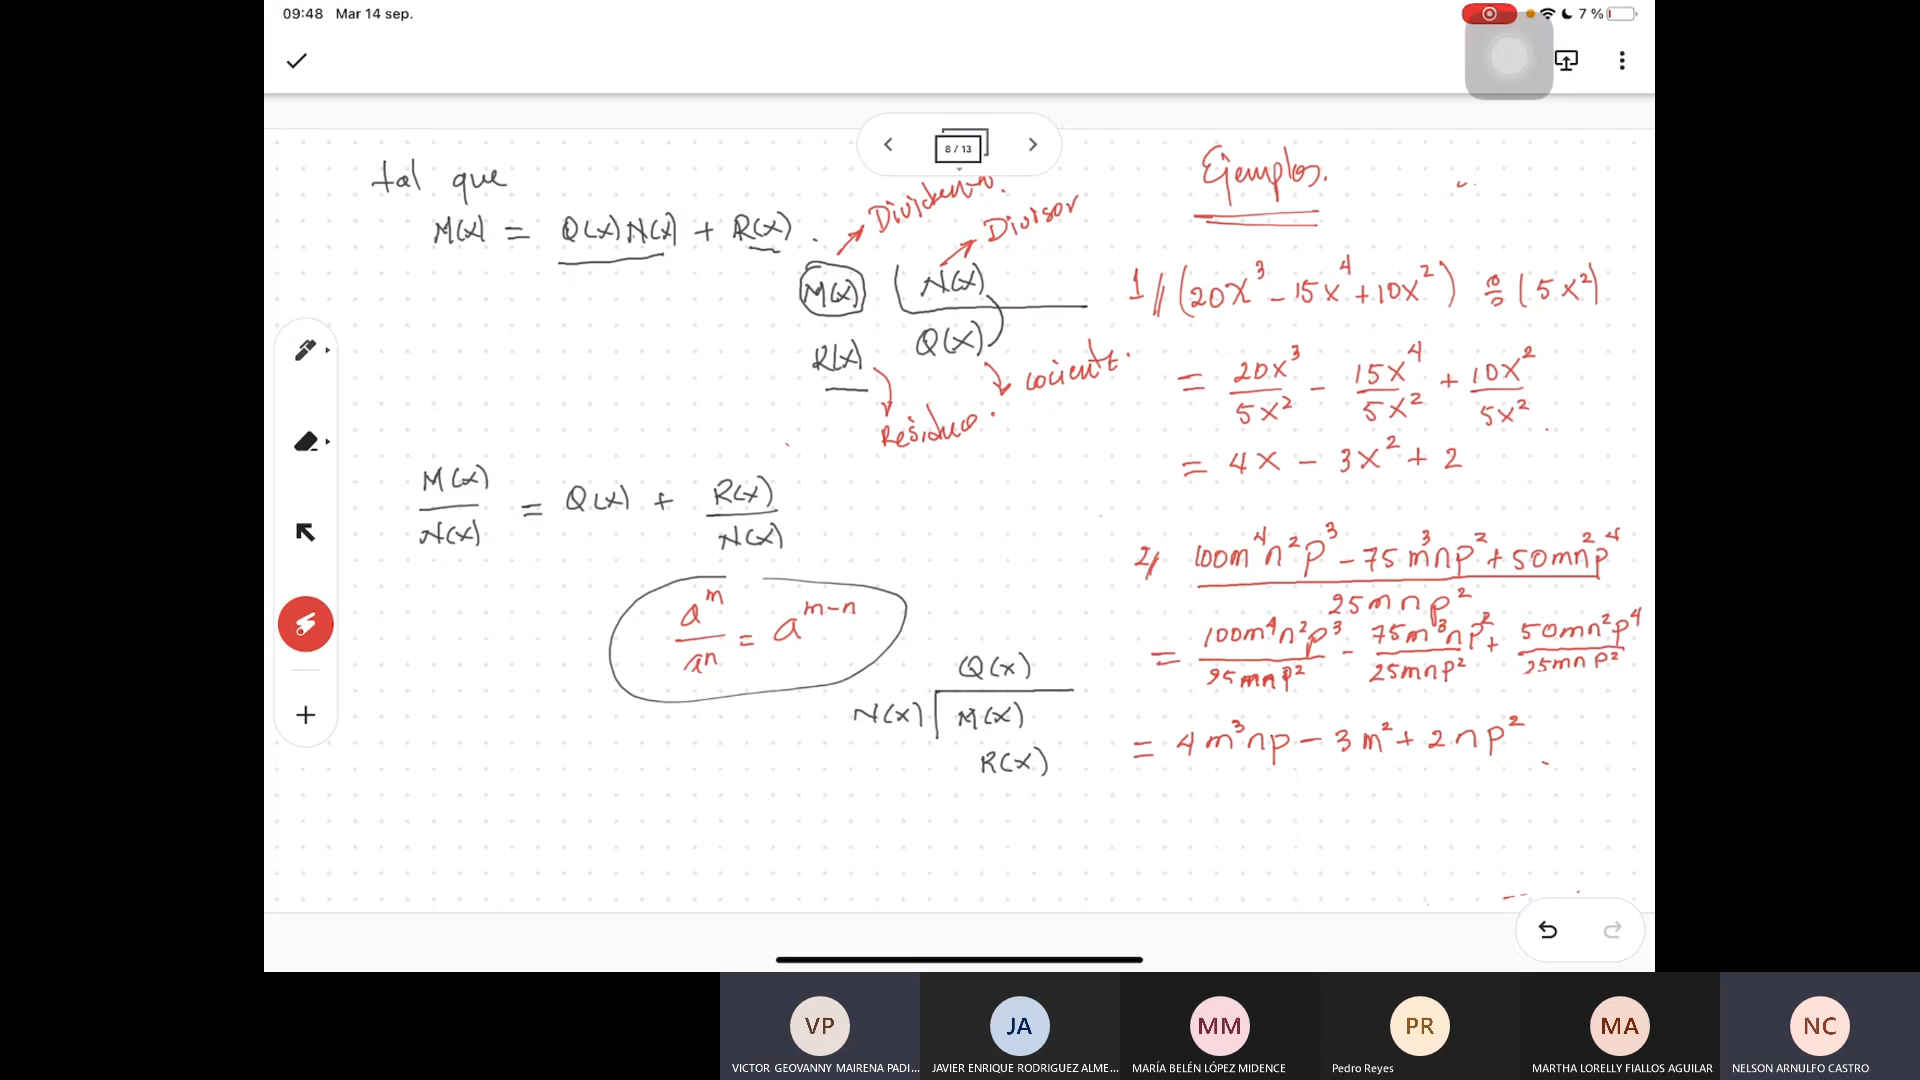 09:48 Mar 14 sep.
7 %
8 / 13
tal que
M(x) = Q(x)N(x) + R(x).
Dividendo.
Divisor
M(x) N(x)
Q(x)
R(x)
cociente.
Residuo.
M(x)/N(x) = Q(x) + R(x)/N(x)
a^m/a^n = a^(m-n)
Q(x)
N(x) M(x)
R(x)
Ejemplos.
1// (20x³ - 15x⁴ + 10x²) ÷ (5x²)
= 20x³/5x² - 15x⁴/5x² + 10x²/5x²
= 4x - 3x² + 2
2/ 100m⁴n²p³ - 75m³np² + 50mn²p⁴
25mnp²
= 100m⁴n²p³/25mnp² - 75m³np²/25mnp² + 50mn²p⁴/25mnp²
= 4m³np - 3m² + 2np²
VP JA MM PR MA NC
VICTOR GEOVANNY MAIRENA PADI... JAVIER ENRIQUE RODRIGUEZ ALME... MARÍA BELÉN LÓPEZ MIDENCE Pedro Reyes MARTHA LORELLY FIALLOS AGUILAR NELSON ARNULFO CASTRO